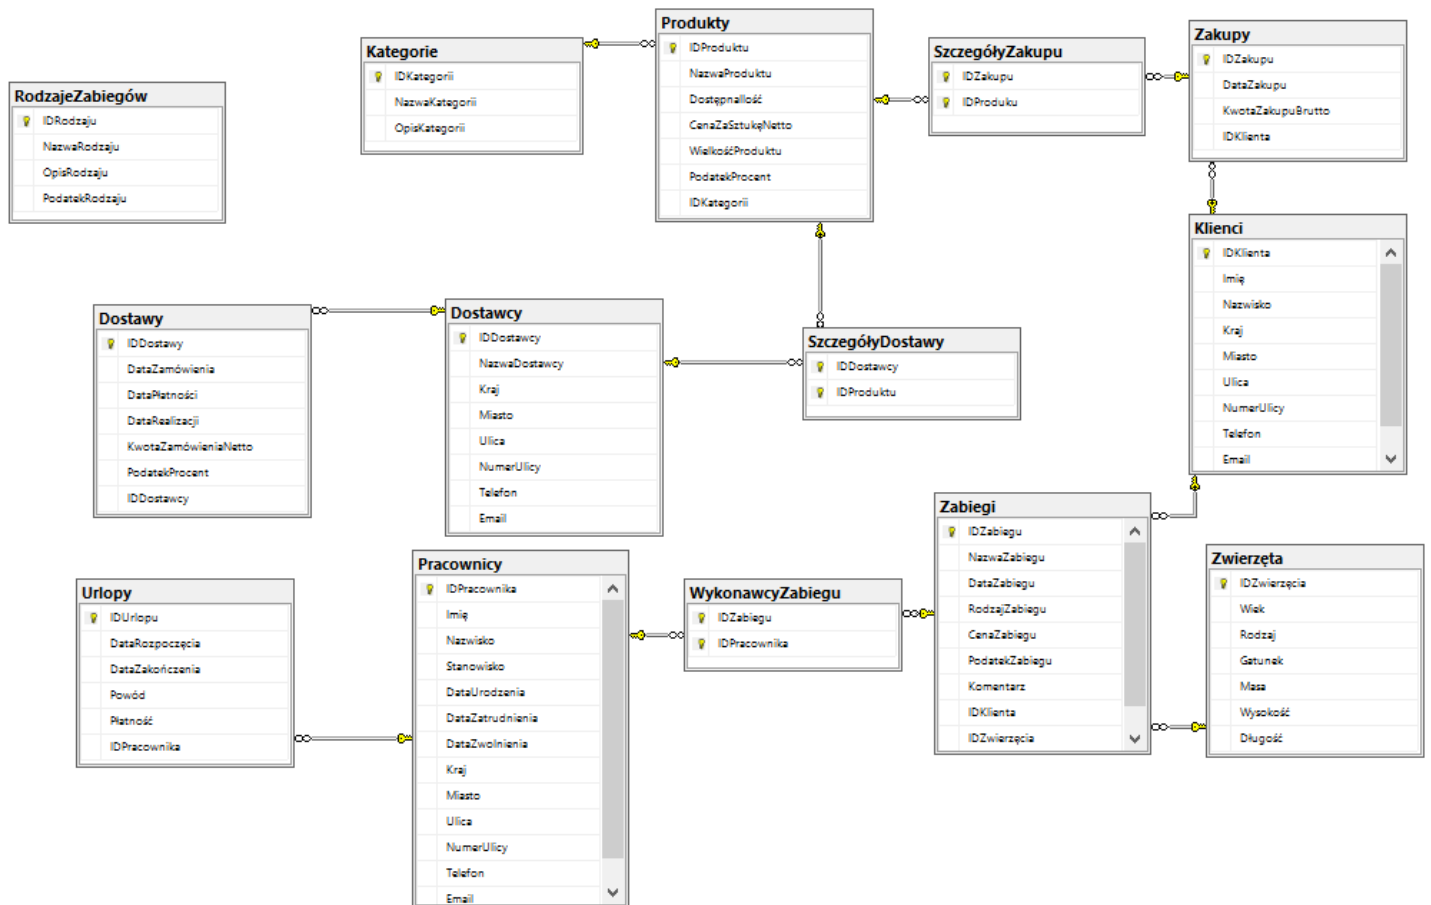 RodzajeZabiegów
IDRodzaju
NazwaRodzaju
OpisRodzaju
PodatekRodzaju
Kategorie
IDKategorii
NazwaKategorii
OpisKategorii
Produkty
IDProduktu
NazwaProduktu
DostępnaIlość
CenaZaSztukęNetto
WielkośćProduktu
PodatekProcent
IDKategorii
SzczegółyZakupu
IDZakupu
IDProduku
Zakupy
IDZakupu
DataZakupu
KwotaZakupuBrutto
IDKlienta
Klienci
IDKlienta
Imię
Nazwisko
Kraj
Miasto
Ulica
NumerUlicy
Telefon
Email
Dostawy
IDDostawy
DataZamówienia
DataPłatności
DataRealizacji
KwotaZamówieniaNetto
PodatekProcent
IDDostawcy
Dostawcy
IDDostawcy
NazwaDostawcy
Kraj
Miasto
Ulica
NumerUlicy
Telefon
Email
SzczegółyDostawy
IDDostawcy
IDProduktu
Urlopy
IDUrlopu
DataRozpoczęcia
DataZakończenia
Powód
Płatność
IDPracownika
Pracownicy
IDPracownika
Imię
Nazwisko
Stanowisko
DataUrodzenia
DataZatrudnienia
DataZwolnienia
Kraj
Miasto
Ulica
NumerUlicy
Telefon
Email
WykonawcyZabiegu
IDZabiegu
IDPracownika
Zabiegi
IDZabiegu
NazwaZabiegu
DataZabiegu
RodzajZabiegu
CenaZabiegu
PodatekZabiegu
Komentarz
IDKlienta
IDZwierzęcia
Zwierzęta
IDZwierzęcia
Wiek
Rodzaj
Gatunek
Masa
Wysokość
Długość